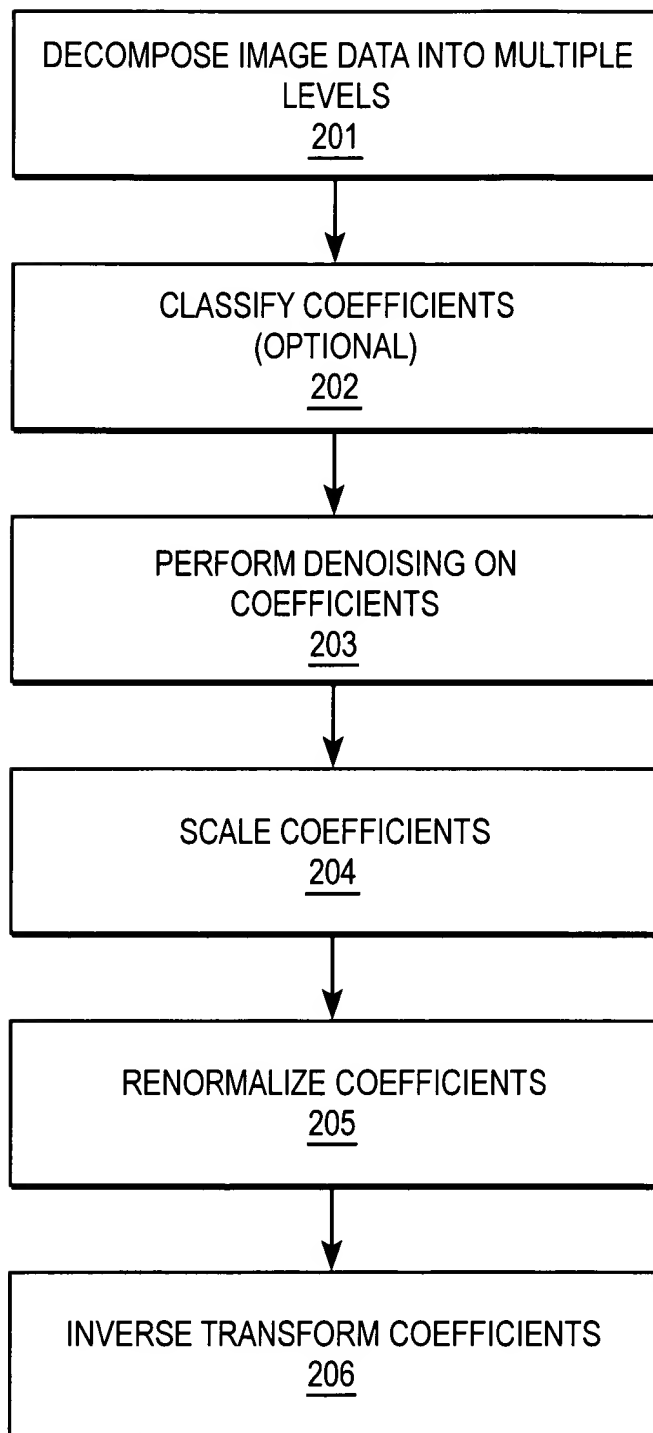 DECOMPOSE IMAGE DATA INTO MULTIPLE
LEVELS
201
CLASSIFY COEFFICIENTS
(OPTIONAL)
202
PERFORM DENOISING ON
COEFFICIENTS
203
SCALE COEFFICIENTS
204
RENORMALIZE COEFFICIENTS
205
INVERSE TRANSFORM COEFFICIENTS
206